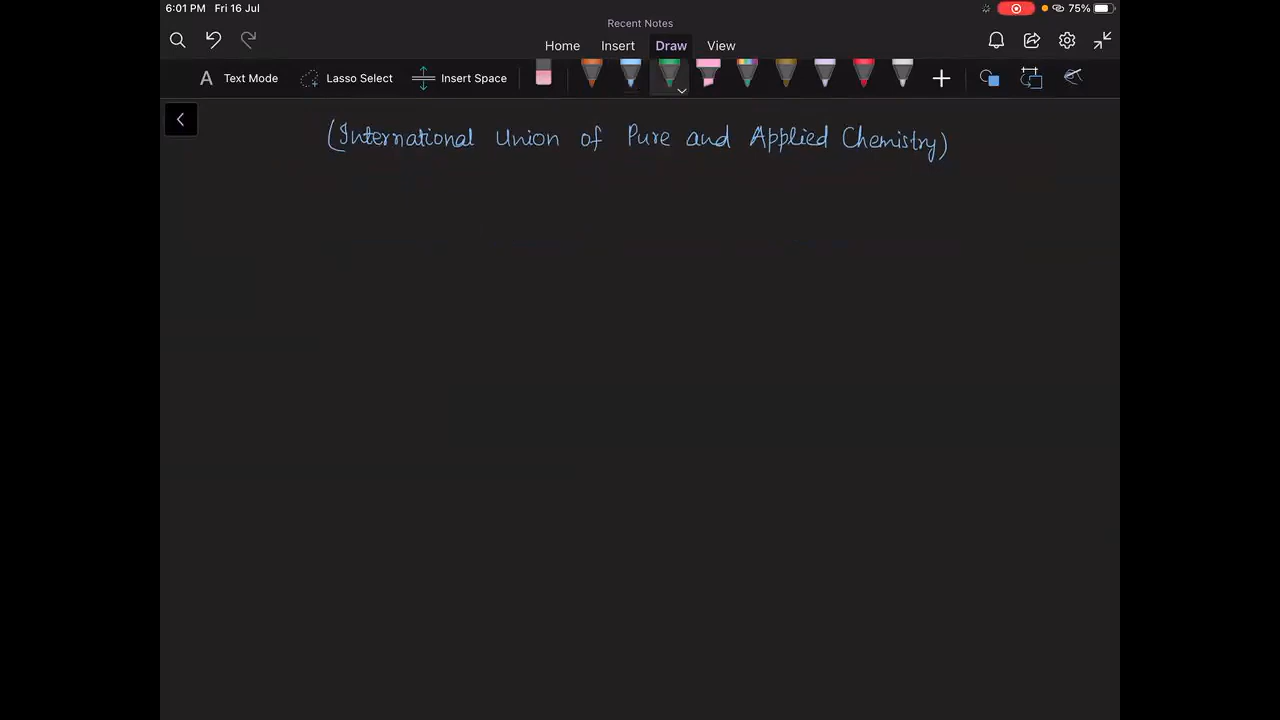 6:01 PM Fri 16 Jul 75%
Recent Notes
Home Insert Draw View
A Text Mode Lasso Select Insert Space
(International Union of Pure and Applied Chemistry)